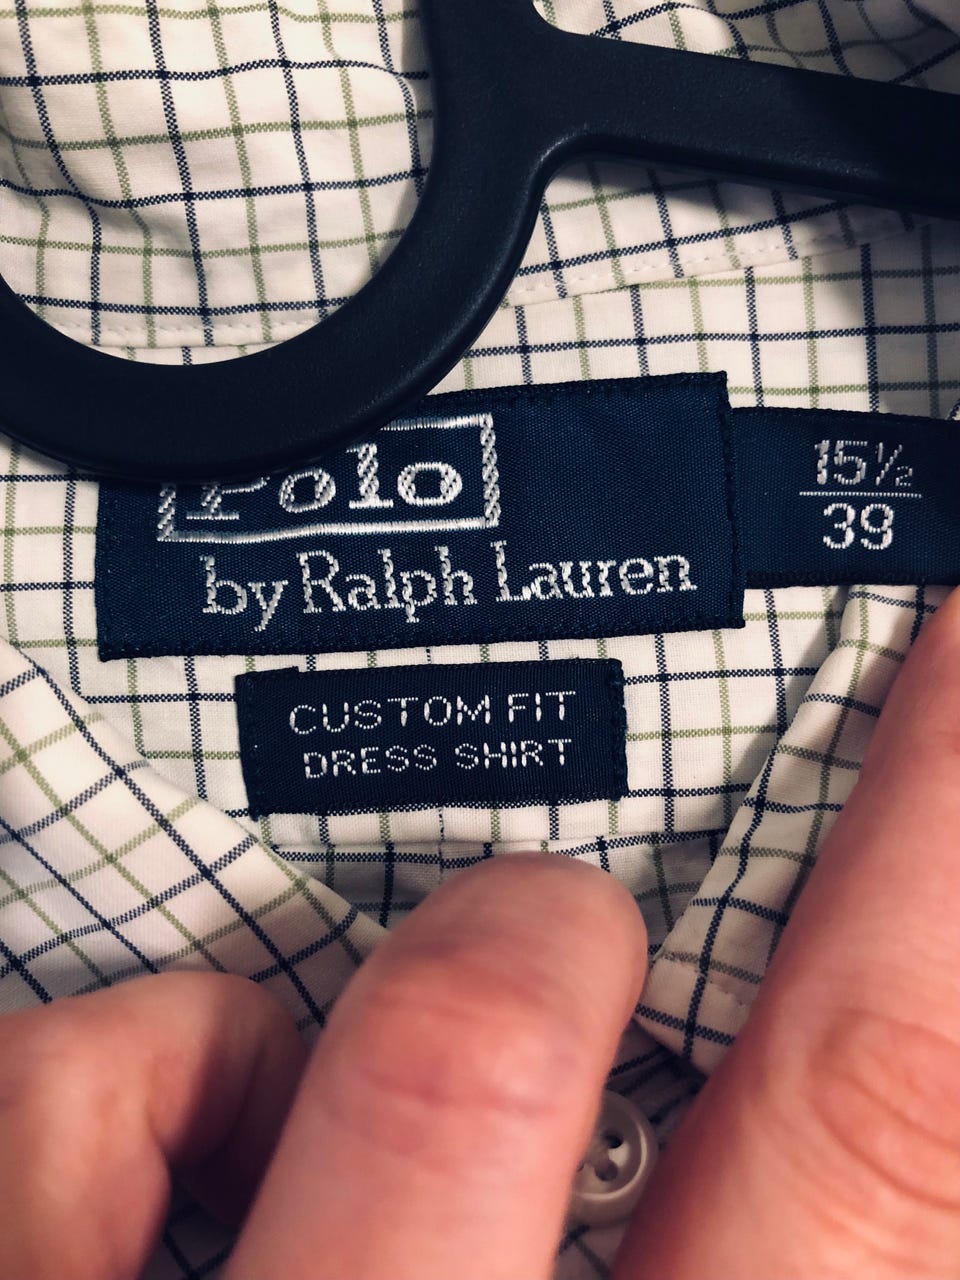 Polo
by Ralph Lauren
15½
39
CUSTOM FIT
DRESS SHIRT